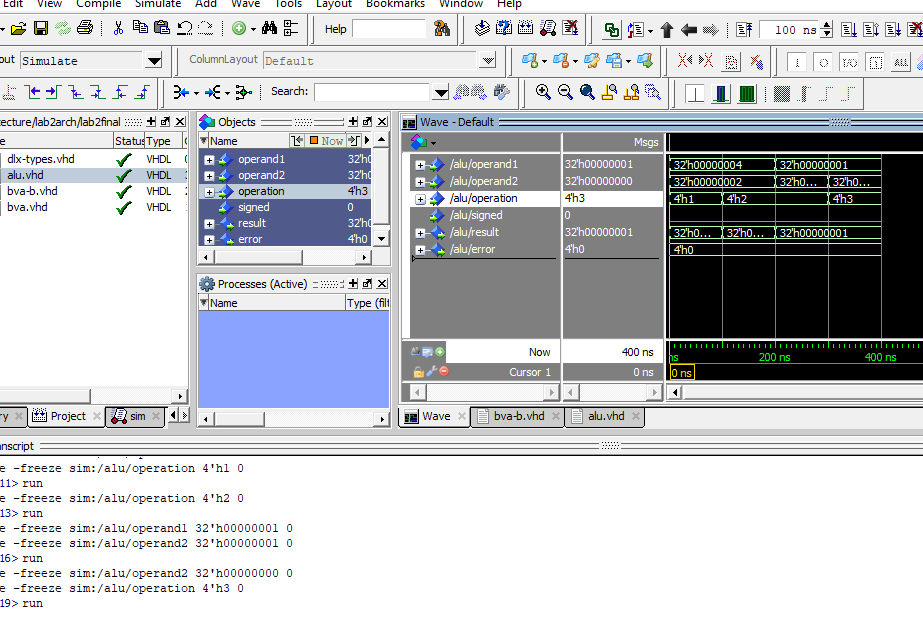 Edit View Compile Simulate Add Wave Tools Layout Bookmarks Window Help
Help
100 ns
out Simulate
ColumnLayout Default
Search:
ecture/lab2arch/lab2final
Status Type
dlx-types.vhd VHDL
alu.vhd VHDL
bva-b.vhd VHDL
bva.vhd VHDL
Project
sim
Objects
Name Now
operand1 32'h0
operand2 32'h0
operation 4'h3
signed 0
result 32'h0
error 4'h0
Processes (Active)
Name Type (filt
Wave - Default
Msgs
/alu/operand1 32'h00000001 32'h00000004 32'h00000001
/alu/operand2 32'h00000000 32'h00000002 32'h0... 32'h0...
/alu/operation 4'h3 4'h1 4'h2 4'h3
/alu/signed 0
/alu/result 32'h00000001 32'h0... 32'h0... 32'h00000001
/alu/error 4'h0 4'h0
Now 400 ns ns 200 ns 400 ns
Cursor 1 0 ns 0 ns
Wave bva-b.vhd alu.vhd
anscript
e -freeze sim:/alu/operation 4'h1 0
11> run
e -freeze sim:/alu/operation 4'h2 0
13> run
e -freeze sim:/alu/operand1 32'h00000001 0
e -freeze sim:/alu/operand2 32'h00000001 0
16> run
e -freeze sim:/alu/operand2 32'h00000000 0
e -freeze sim:/alu/operation 4'h3 0
19> run